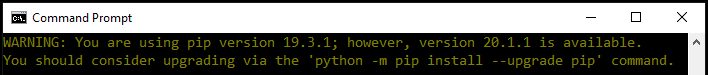 Command Prompt
WARNING: You are using pip version 19.3.1; however, version 20.1.1 is available.
You should consider upgrading via the 'python -m pip install --upgrade pip' command.